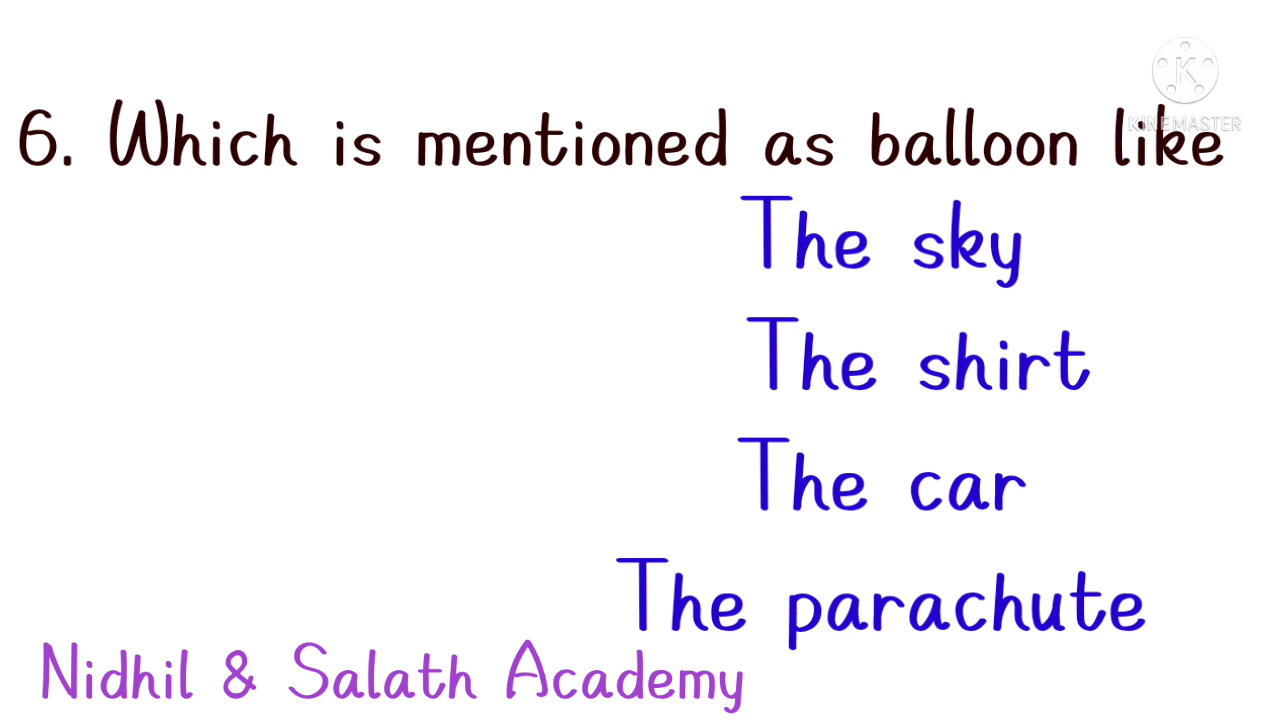 6. Which is mentioned as balloon like
KINEMASTER
The sky
The shirt
The car
The parachute
Nidhil & Salath Academy